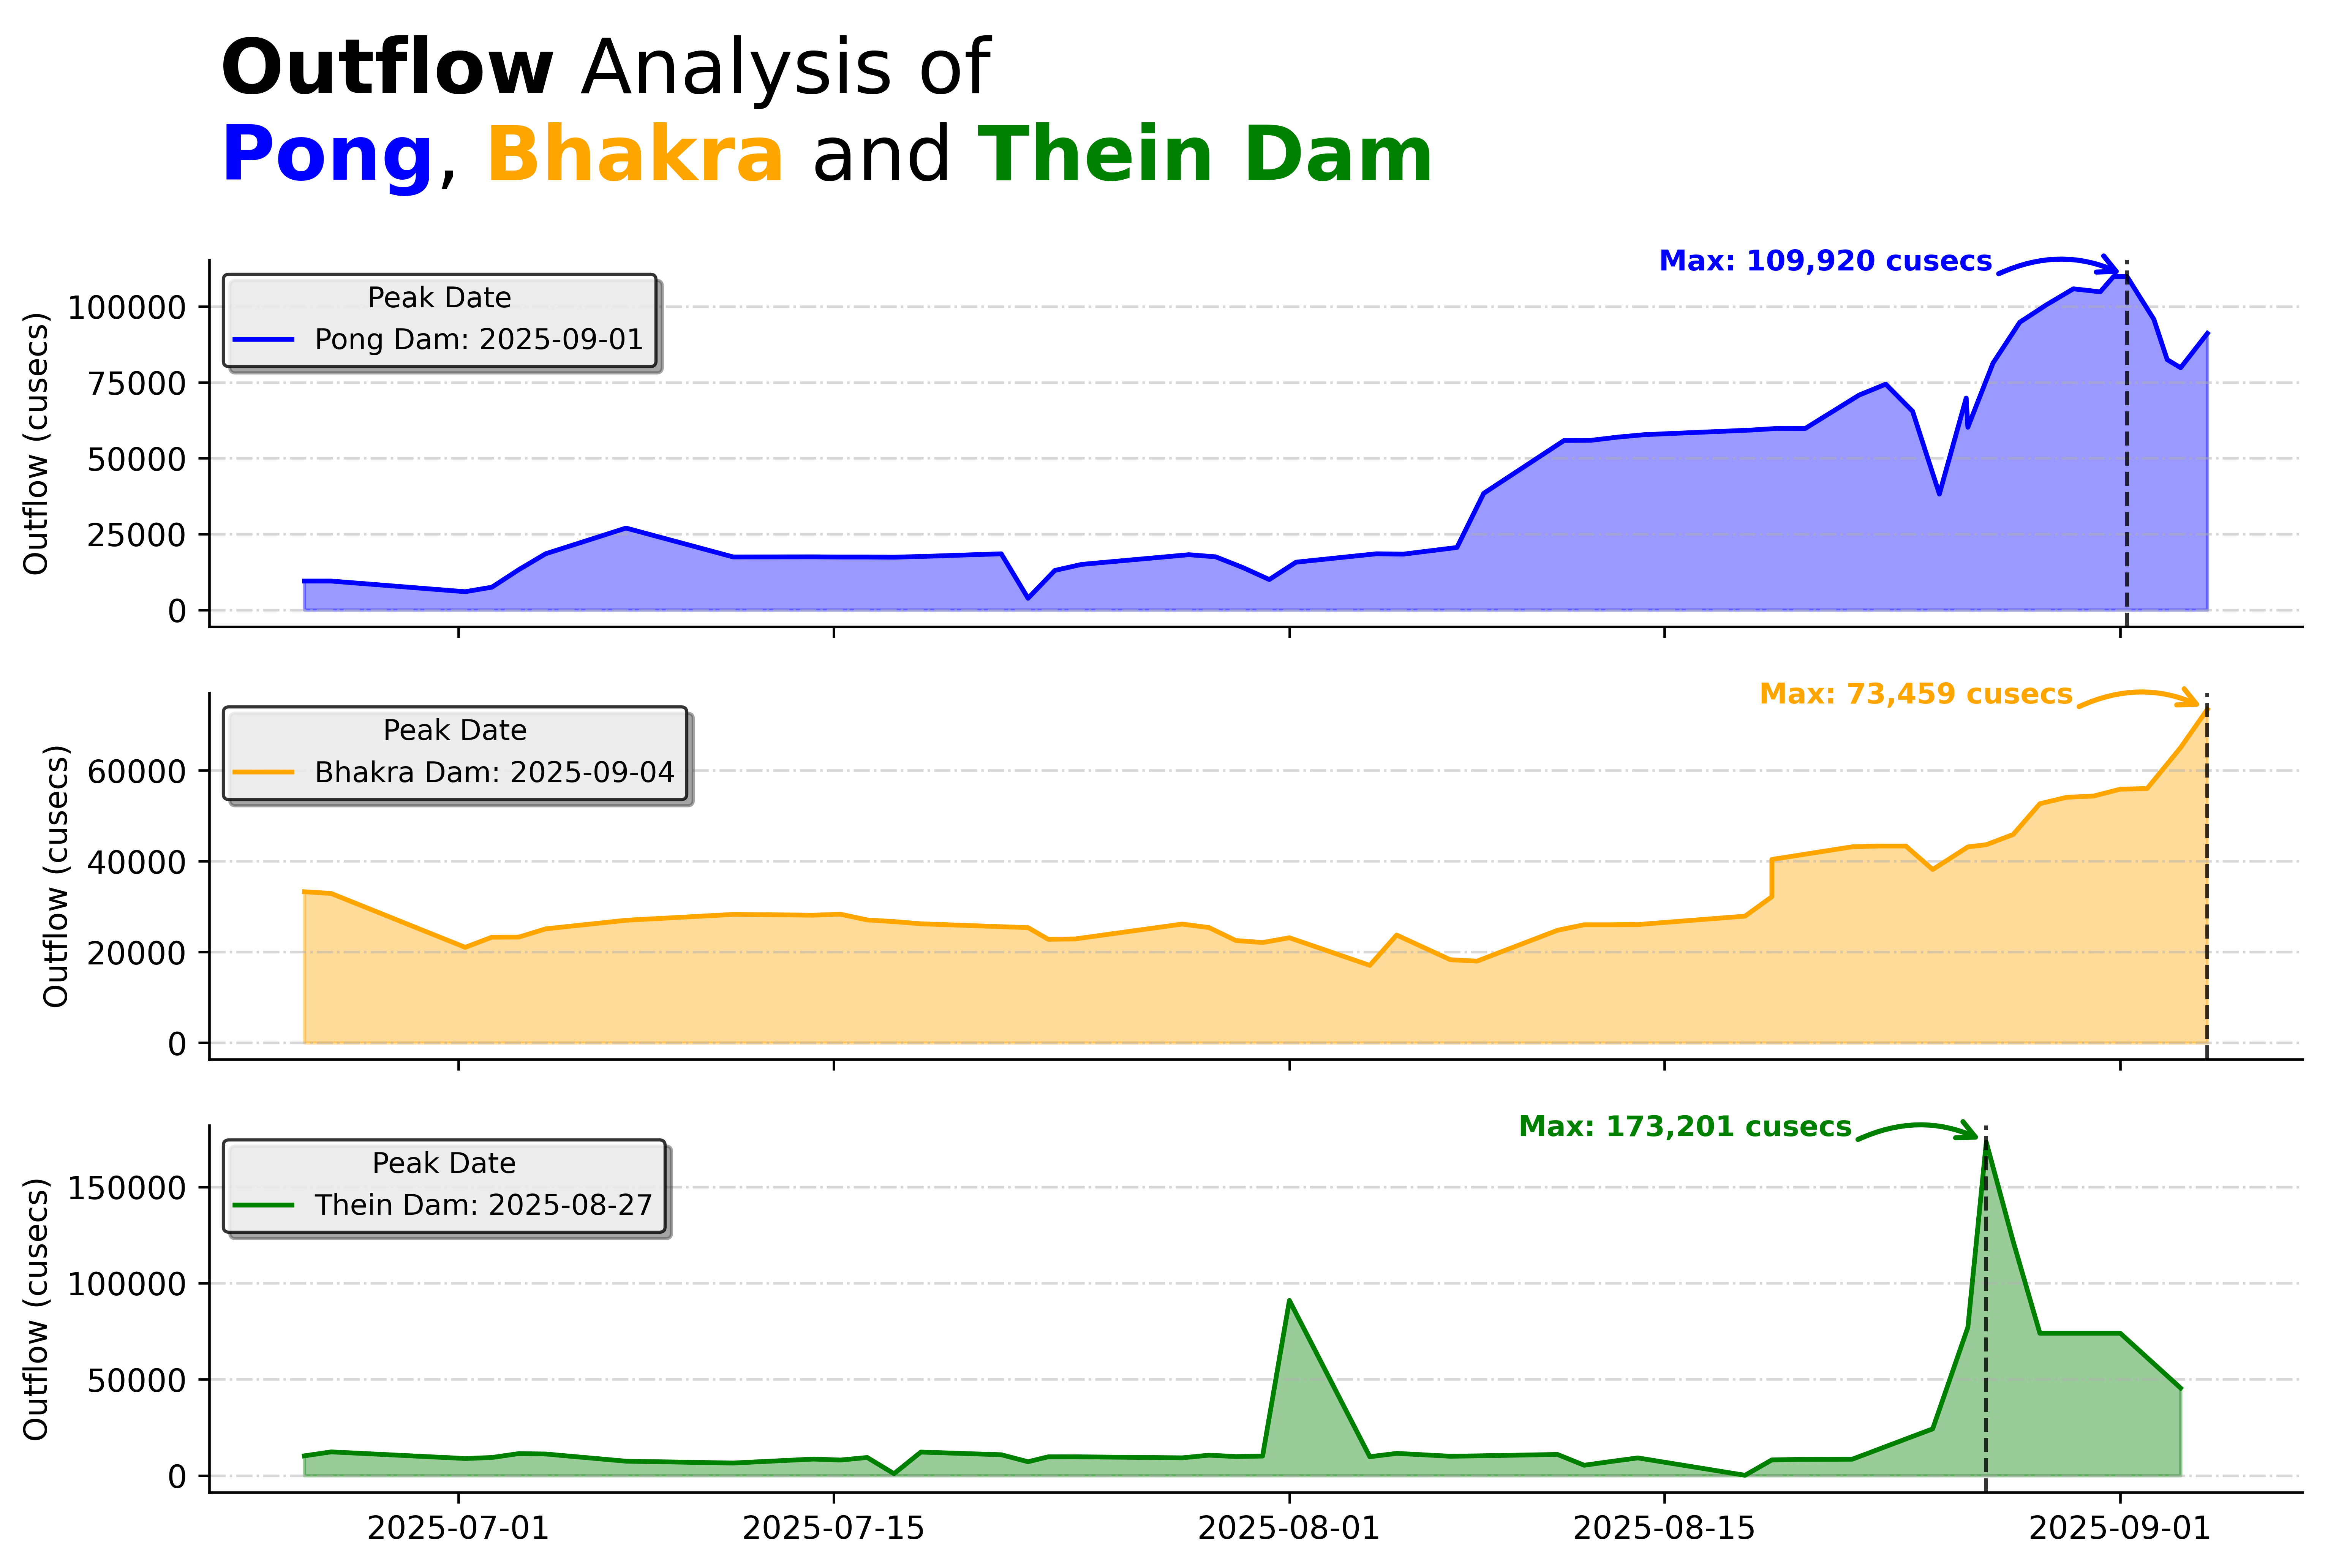 Outflow Analysis of
Pong, Bhakra and Thein Dam
Max: 109,920 cusecs
Peak Date
Pong Dam: 2025-09-01
Outflow (cusecs)
100000
75000
50000
25000
0
Max: 73,459 cusecs
Peak Date
Bhakra Dam: 2025-09-04
Outflow (cusecs)
60000
40000
20000
0
Max: 173,201 cusecs
Peak Date
Thein Dam: 2025-08-27
Outflow (cusecs)
150000
100000
50000
0
2025-07-01 2025-07-15 2025-08-01 2025-08-15 2025-09-01